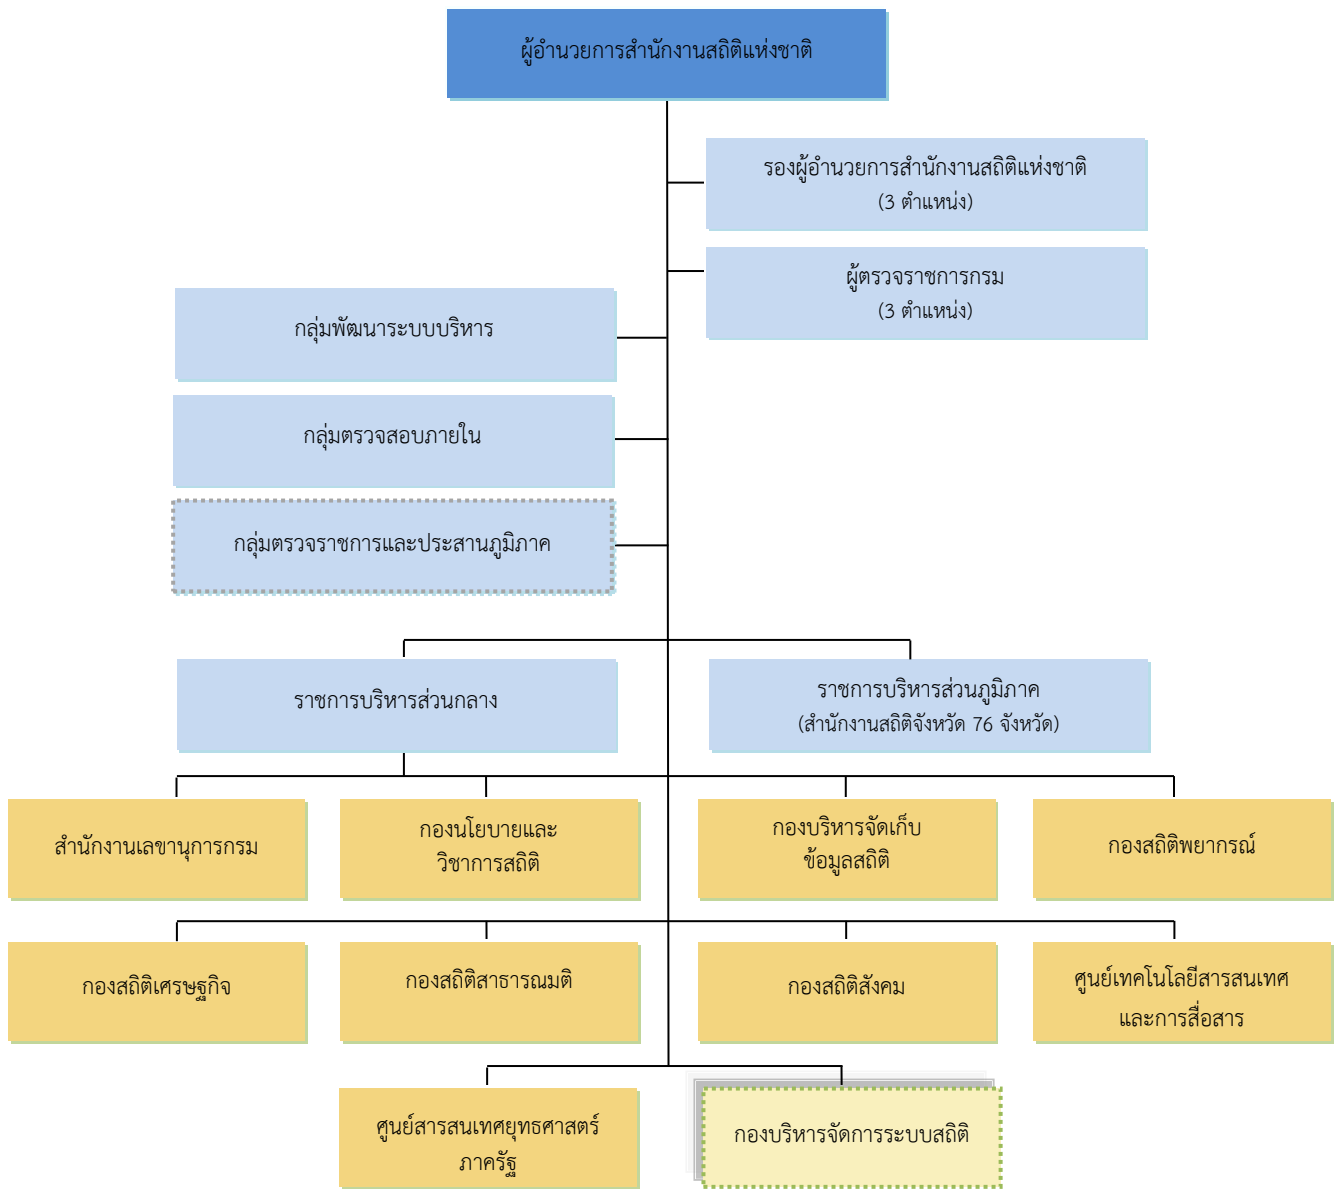 ผู้อำนวยการสำนักงานสถิติแห่งชาติ
รองผู้อำนวยการสำนักงานสถิติแห่งชาติ
(3 ตำแหน่ง)
ผู้ตรวจราชการกรม
(3 ตำแหน่ง)
กลุ่มพัฒนาระบบบริหาร
กลุ่มตรวจสอบภายใน
กลุ่มตรวจราชการและประสานภูมิภาค
ราชการบริหารส่วนกลาง
ราชการบริหารส่วนภูมิภาค
(สำนักงานสถิติจังหวัด 76 จังหวัด)
สำนักงานเลขานุการกรม
กองนโยบายและ
วิชาการสถิติ
กองบริหารจัดเก็บ
ข้อมูลสถิติ
กองสถิติพยากรณ์
กองสถิติเศรษฐกิจ
กองสถิติสาธารณมติ
กองสถิติสังคม
ศูนย์เทคโนโลยีสารสนเทศ
และการสื่อสาร
ศูนย์สารสนเทศยุทธศาสตร์
ภาครัฐ
กองบริหารจัดการระบบสถิติ